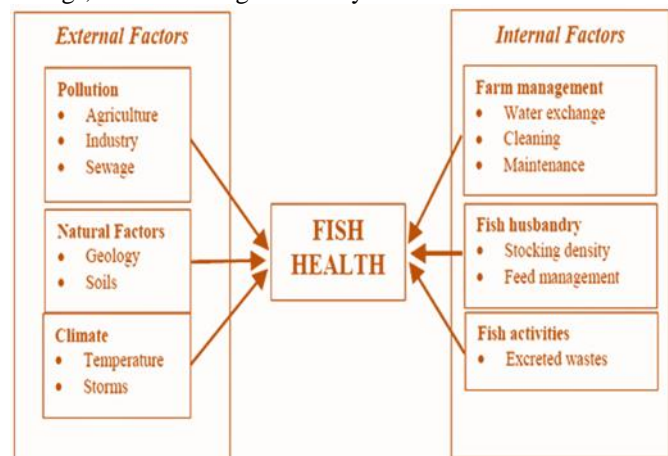 External Factors
Pollution
• Agriculture
• Industry
• Sewage
Natural Factors
• Geology
• Soils
Climate
• Temperature
• Storms
FISH
HEALTH
Internal Factors
Farm management
• Water exchange
• Cleaning
• Maintenance
Fish husbandry
• Stocking density
• Feed management
Fish activities
• Excreted wastes